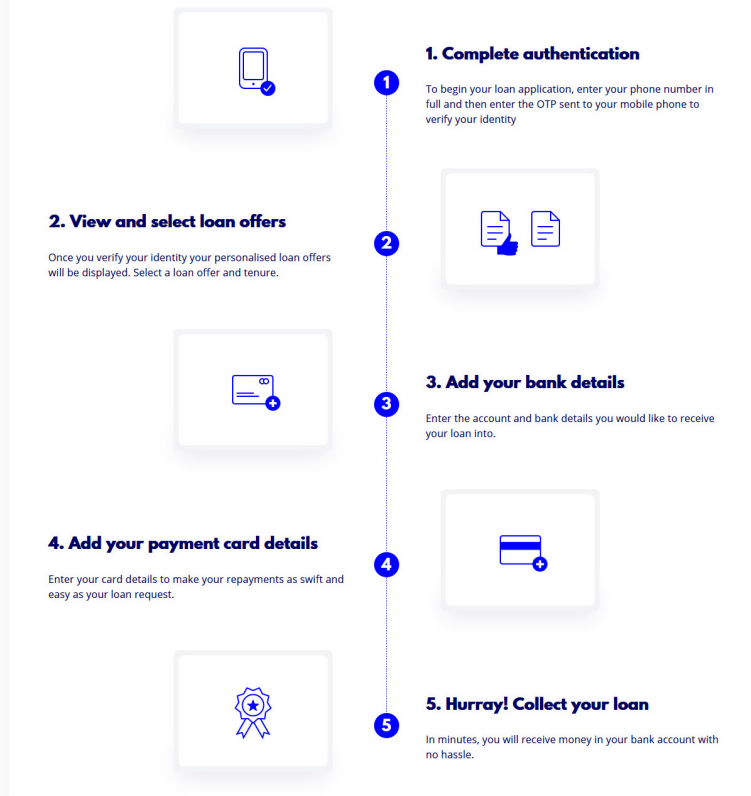 1. Complete authentication
1
To begin your loan application, enter your phone number in
full and then enter the OTP sent to your mobile phone to
verify your identity
2. View and select loan offers
2
Once you verify your identity your personalised loan offers
will be displayed. Select a loan offer and tenure.
3. Add your bank details
3
Enter the account and bank details you would like to receive
your loan into.
4. Add your payment card details
4
Enter your card details to make your repayments as swift and
easy as your loan request.
5. Hurray! Collect your loan
5
In minutes, you will receive money in your bank account with
no hassle.